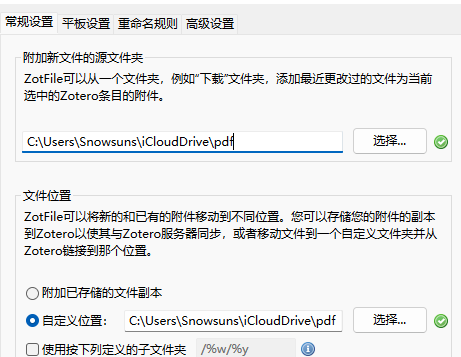 常规设置 平板设置 重命名规则 高级设置
附加新文件的源文件夹
ZotFile可以从一个文件夹，例如“下载”文件夹，添加最近更改过的文件为当前
选中的Zotero条目的附件。
C:\Users\Snowsuns\iCloudDrive\pdf 选择...
文件位置
ZotFile可以将新的和已有的附件移动到不同位置。您可以存储您的附件的副本
到Zotero以使其与Zotero服务器同步，或者移动文件到一个自定义文件夹并从
Zotero链接到那个位置。
附加已存储的文件副本
自定义位置： C:\Users\Snowsuns\iCloudDrive\pdf 选择...
使用按下列定义的子文件夹 /%w/%y